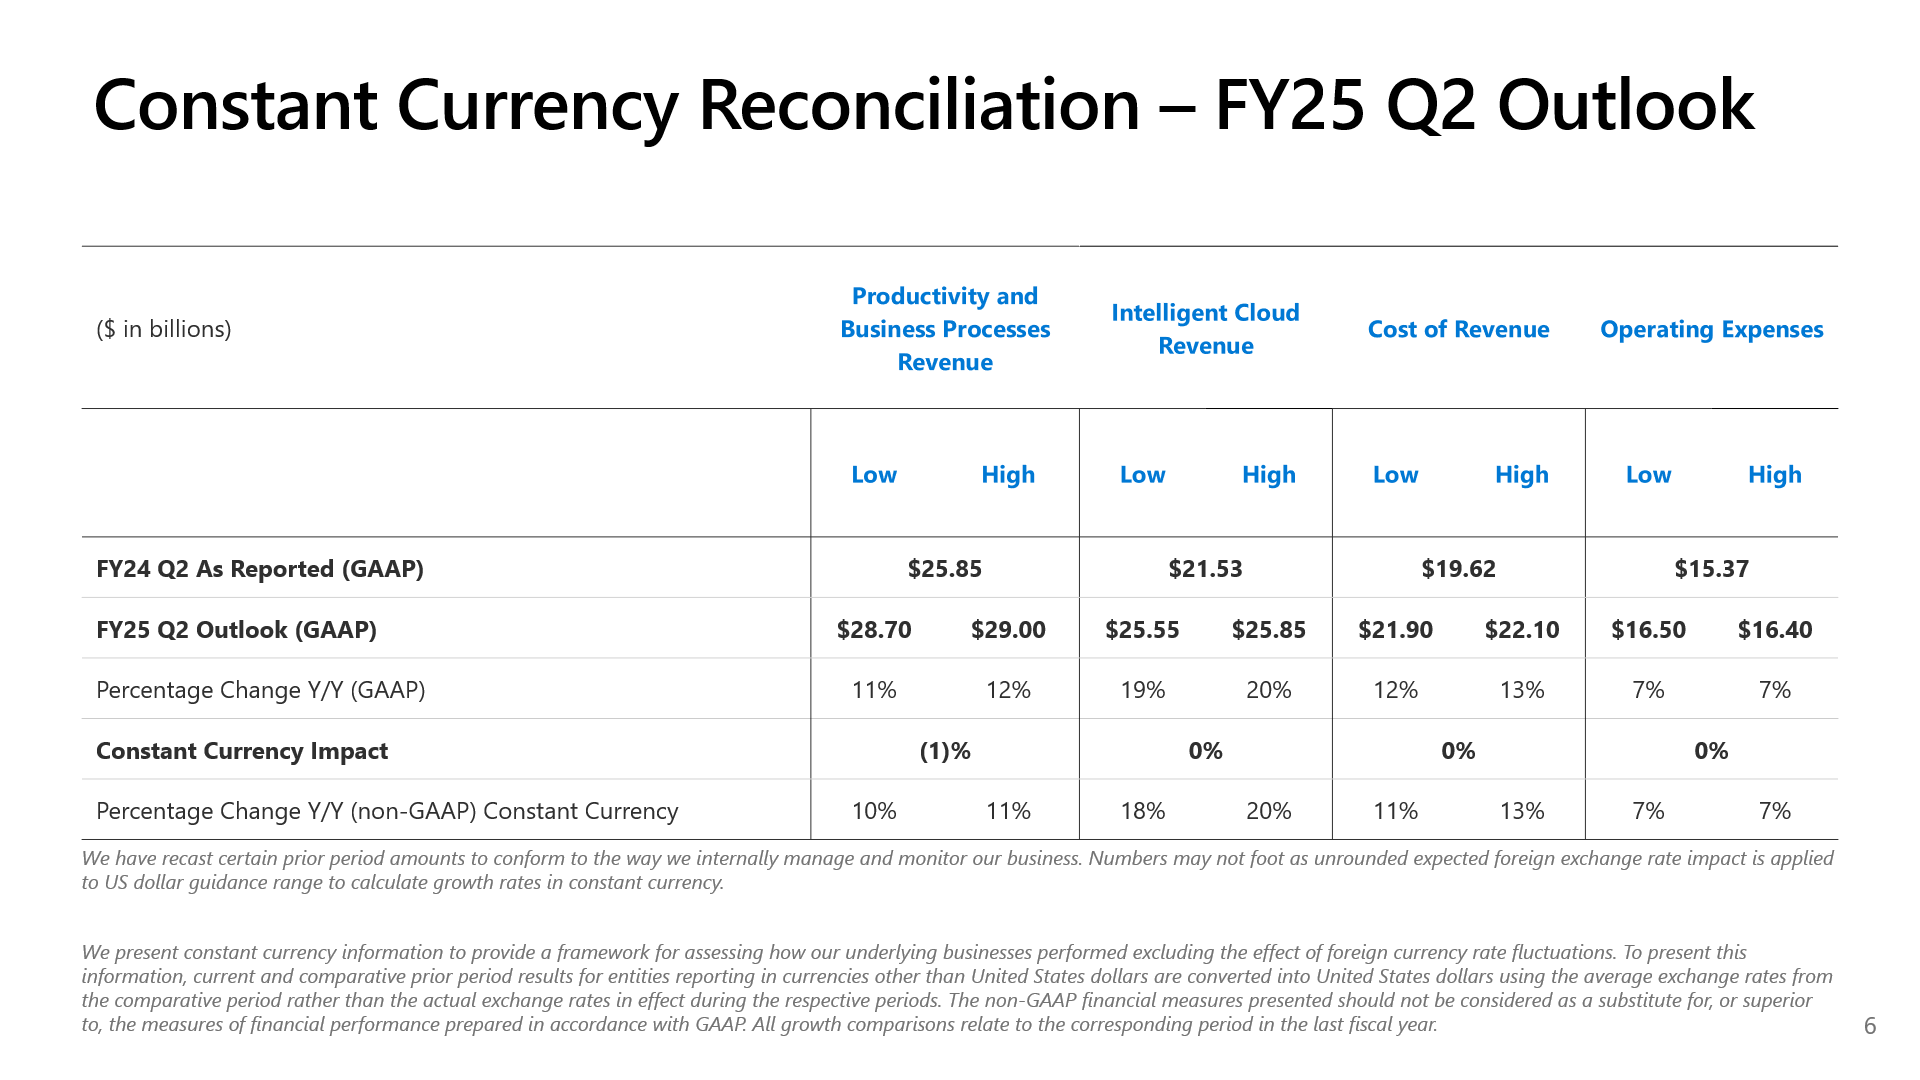 Constant Currency Reconciliation – FY25 Q2 Outlook
($ in billions)
Productivity and
Business Processes
Revenue
Intelligent Cloud
Revenue
Cost of Revenue
Operating Expenses
Low High Low High Low High Low High
FY24 Q2 As Reported (GAAP) $25.85 $21.53 $19.62 $15.37
FY25 Q2 Outlook (GAAP) $28.70 $29.00 $25.55 $25.85 $21.90 $22.10 $16.50 $16.40
Percentage Change Y/Y (GAAP) 11% 12% 19% 20% 12% 13% 7% 7%
Constant Currency Impact (1)% 0% 0% 0%
Percentage Change Y/Y (non-GAAP) Constant Currency 10% 11% 18% 20% 11% 13% 7% 7%
We have recast certain prior period amounts to conform to the way we internally manage and monitor our business. Numbers may not foot as unrounded expected foreign exchange rate impact is applied
to US dollar guidance range to calculate growth rates in constant currency.
We present constant currency information to provide a framework for assessing how our underlying businesses performed excluding the effect of foreign currency rate fluctuations. To present this
information, current and comparative prior period results for entities reporting in currencies other than United States dollars are converted into United States dollars using the average exchange rates from
the comparative period rather than the actual exchange rates in effect during the respective periods. The non-GAAP financial measures presented should not be considered as a substitute for, or superior
to, the measures of financial performance prepared in accordance with GAAP. All growth comparisons relate to the corresponding period in the last fiscal year.
6